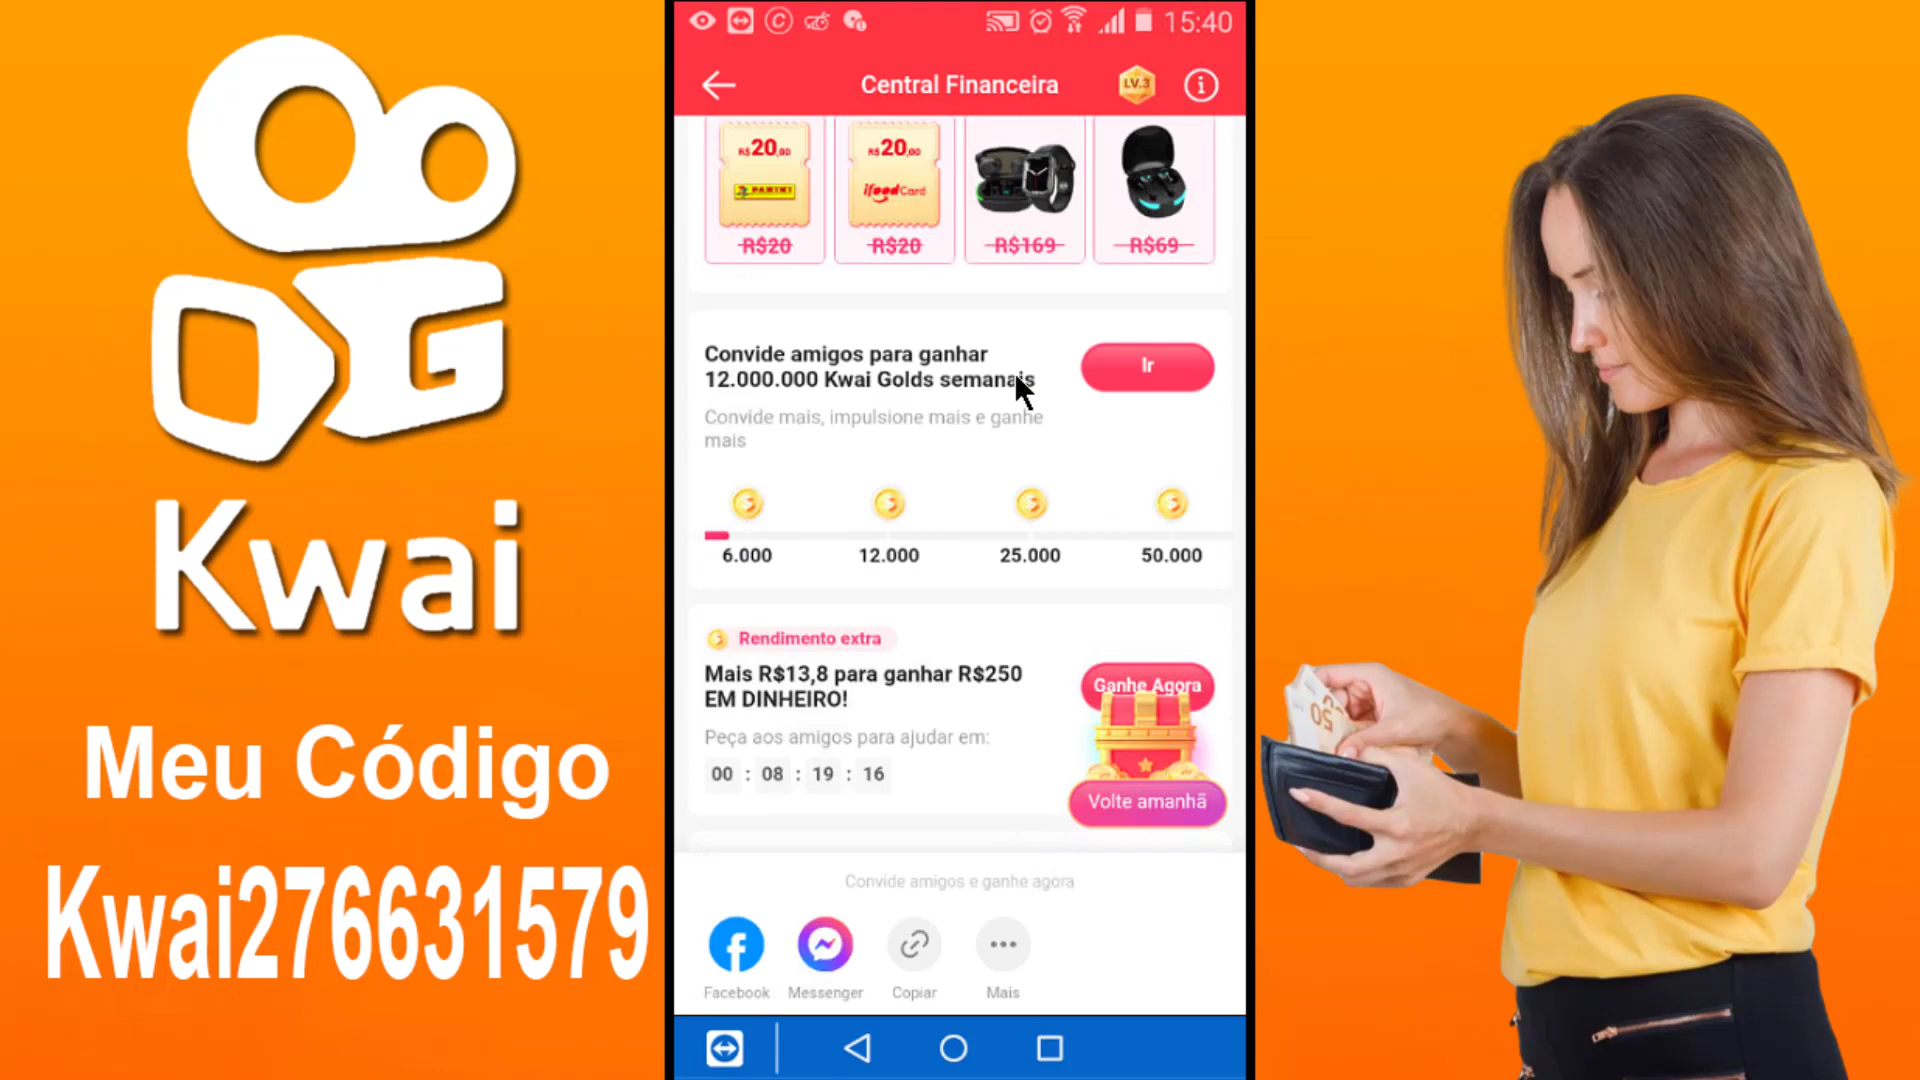 Kwai
Meu Código
Kwai276631579
15:40
Central Financeira
LV.3
R$20,00
PANINI
R$20
R$20,00
ifoodCard
R$20
R$169
R$69
Convide amigos para ganhar
12.000.000 Kwai Golds semanais
Ir
Convide mais, impulsione mais e ganhe
mais
6.000
12.000
25.000
50.000
Rendimento extra
Mais R$13,8 para ganhar R$250
EM DINHEIRO!
Ganhe Agora
Peça aos amigos para ajudar em:
00 : 08 : 19 : 16
Volte amanhã
Convide amigos e ganhe agora
Facebook
Messenger
Copiar
Mais
50